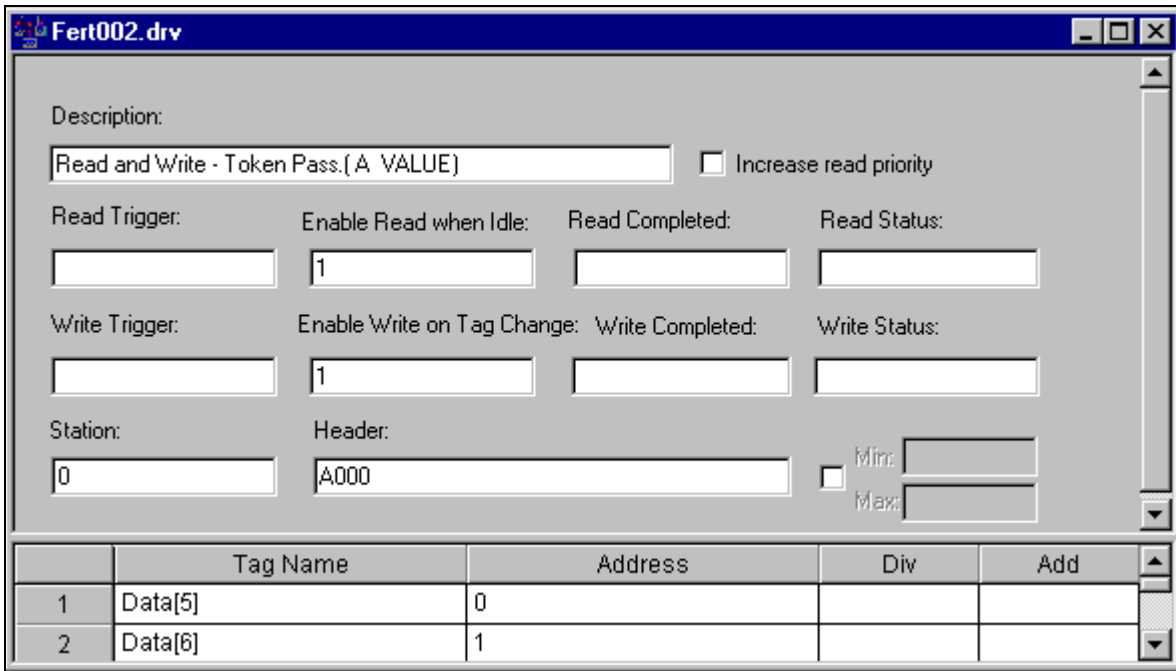 Fert002.drv
Description:
Read and Write - Token Pass.( A  VALUE)
Increase read priority
Read Trigger: Enable Read when Idle: Read Completed: Read Status:
1
Write Trigger: Enable Write on Tag Change: Write Completed: Write Status:
1
Station: Header:
0 A000 Min:
Max:
Tag Name Address Div Add
1 Data[5] 0
2 Data[6] 1